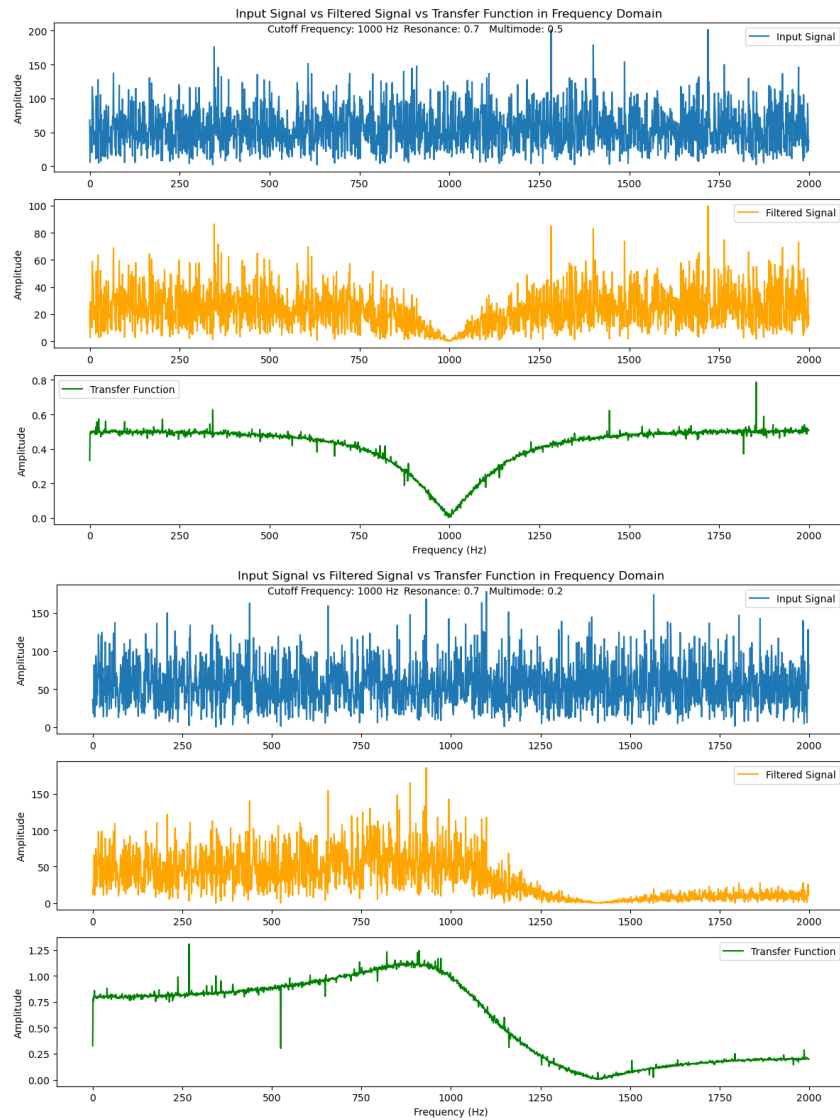 Input Signal vs Filtered Signal vs Transfer Function in Frequency Domain
Cutoff Frequency: 1000 Hz Resonance: 0.7 Multimode: 0.5
Input Signal
Amplitude
200
150
100
50
0
0 250 500 750 1000 1250 1500 1750 2000
Filtered Signal
Amplitude
100
80
60
40
20
0
0 250 500 750 1000 1250 1500 1750 2000
Transfer Function
Amplitude
0.8
0.6
0.4
0.2
0.0
0 250 500 750 1000 1250 1500 1750 2000
Frequency (Hz)
Input Signal vs Filtered Signal vs Transfer Function in Frequency Domain
Cutoff Frequency: 1000 Hz Resonance: 0.7 Multimode: 0.2
Input Signal
Amplitude
150
100
50
0
0 250 500 750 1000 1250 1500 1750 2000
Filtered Signal
Amplitude
150
100
50
0
0 250 500 750 1000 1250 1500 1750 2000
Transfer Function
Amplitude
1.25
1.00
0.75
0.50
0.25
0.00
0 250 500 750 1000 1250 1500 1750 2000
Frequency (Hz)